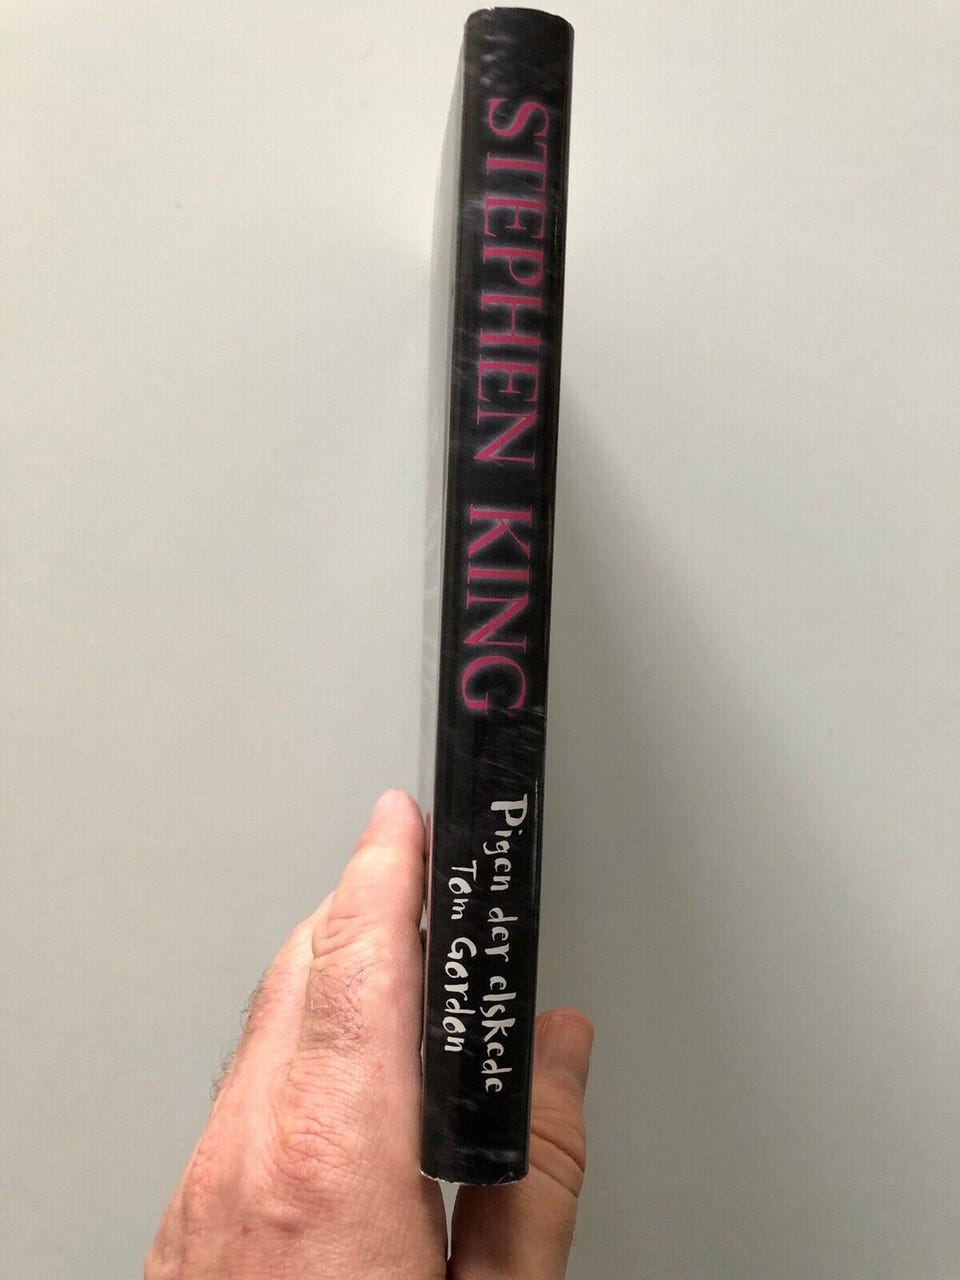 STEPHEN KING
Pigen der elskede
Tom Gordon